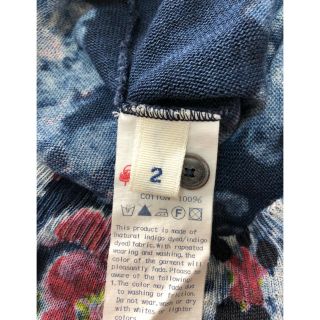 2
COTTON 100%
This product is made of
(natural indigo dyed/indigo
dyed fabric. With repeated
wearing and washing, the
color of the garment will
pleasantly fade. Please be
aware of the followings!
1.The color may fade due
to washing or friction.
Do not wear, wash or dry
with whites or lighter
colors.